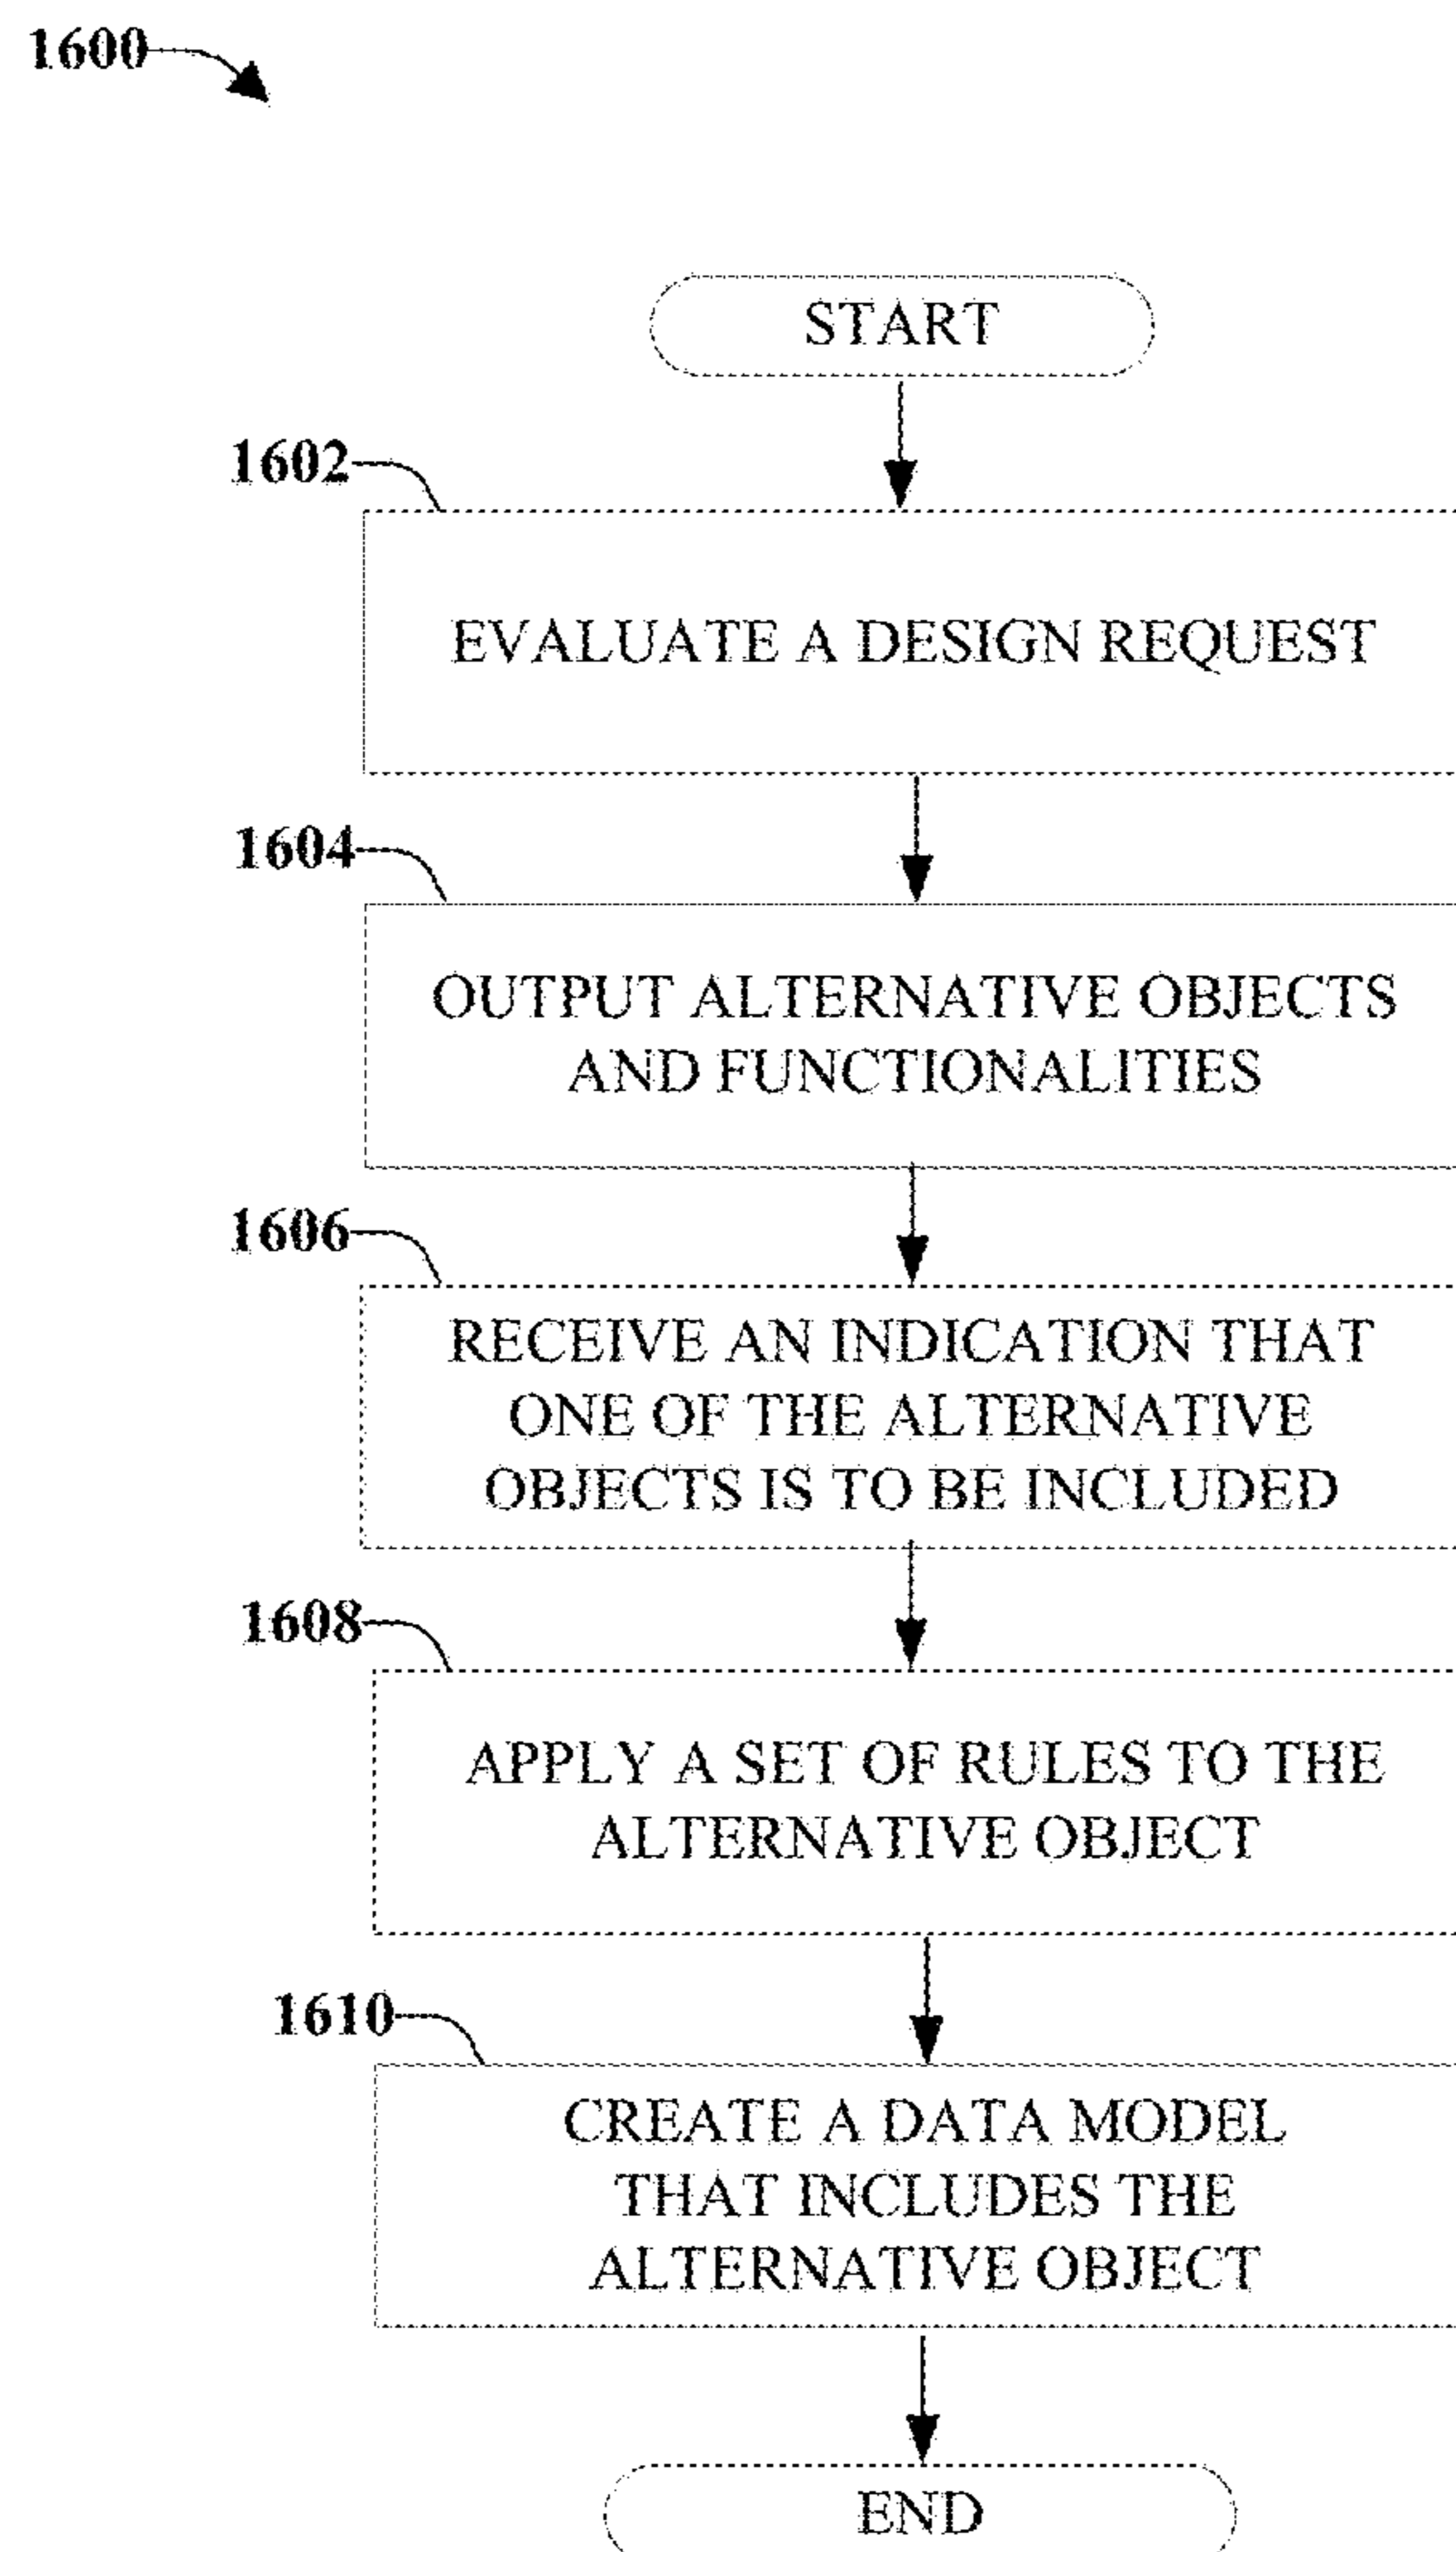 1600
START
1602
EVALUATE A DESIGN REQUEST
1604
OUTPUT ALTERNATIVE OBJECTS
AND FUNCTIONALITIES
1606
RECEIVE AN INDICATION THAT
ONE OF THE ALTERNATIVE
OBJECTS IS TO BE INCLUDED
1608
APPLY A SET OF RULES TO THE
ALTERNATIVE OBJECT
1610
CREATE A DATA MODEL
THAT INCLUDES THE
ALTERNATIVE OBJECT
END